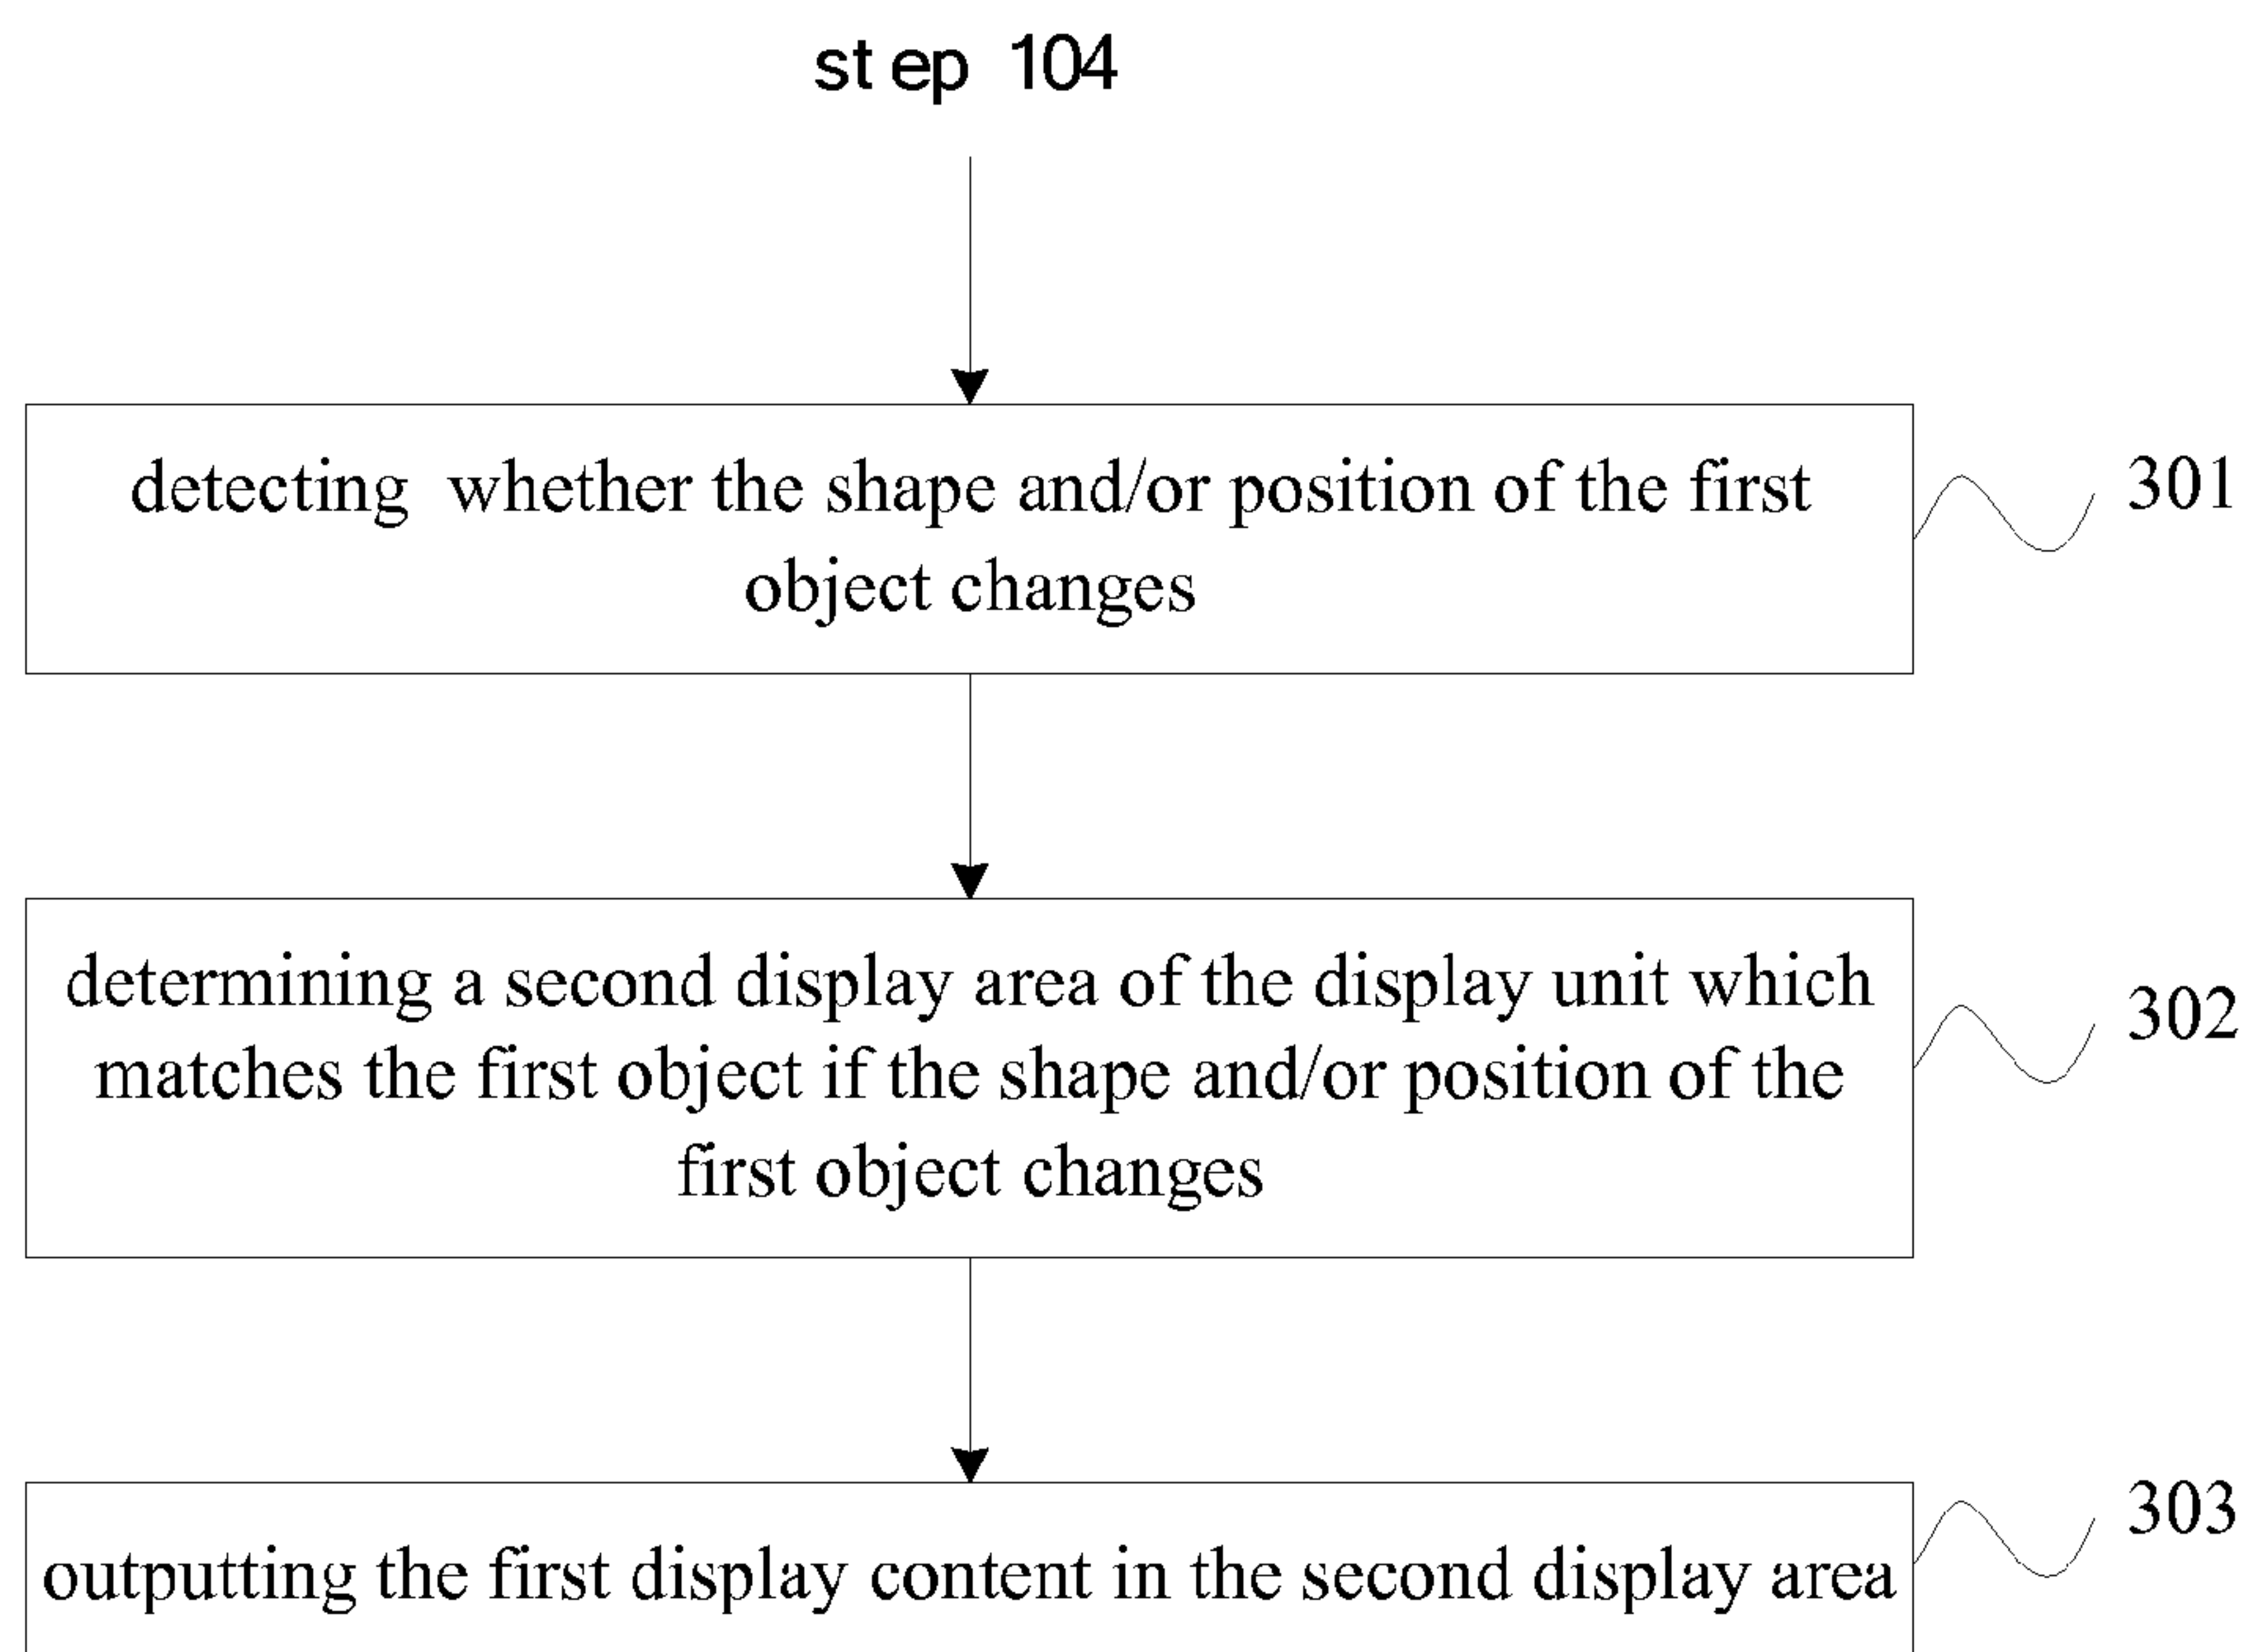 step 104
detecting whether the shape and/or position of the first
object changes
301
determining a second display area of the display unit which
matches the first object if the shape and/or position of the
first object changes
302
outputting the first display content in the second display area
303